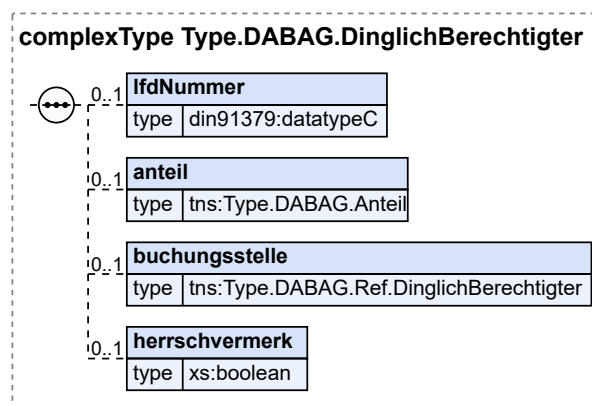 complexType Type.DABAG.DinglichBerechtigter
0..1
lfdNummer
type din91379:datatypeC
0..1
anteil
type tns:Type.DABAG.Anteil
0..1
buchungsstelle
type tns:Type.DABAG.Ref.DinglichBerechtigter
0..1
herrschvermerk
type xs:boolean